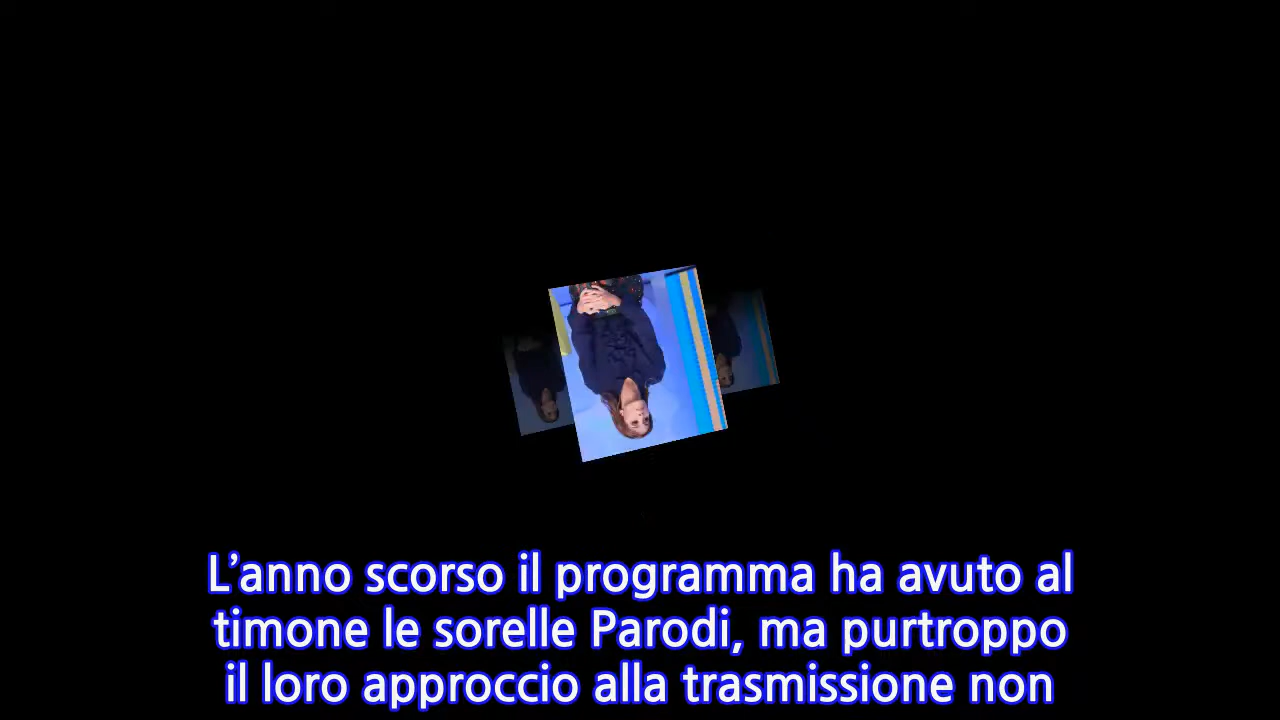 L’anno scorso il programma ha avuto al
timone le sorelle Parodi, ma purtroppo
il loro approccio alla trasmissione non